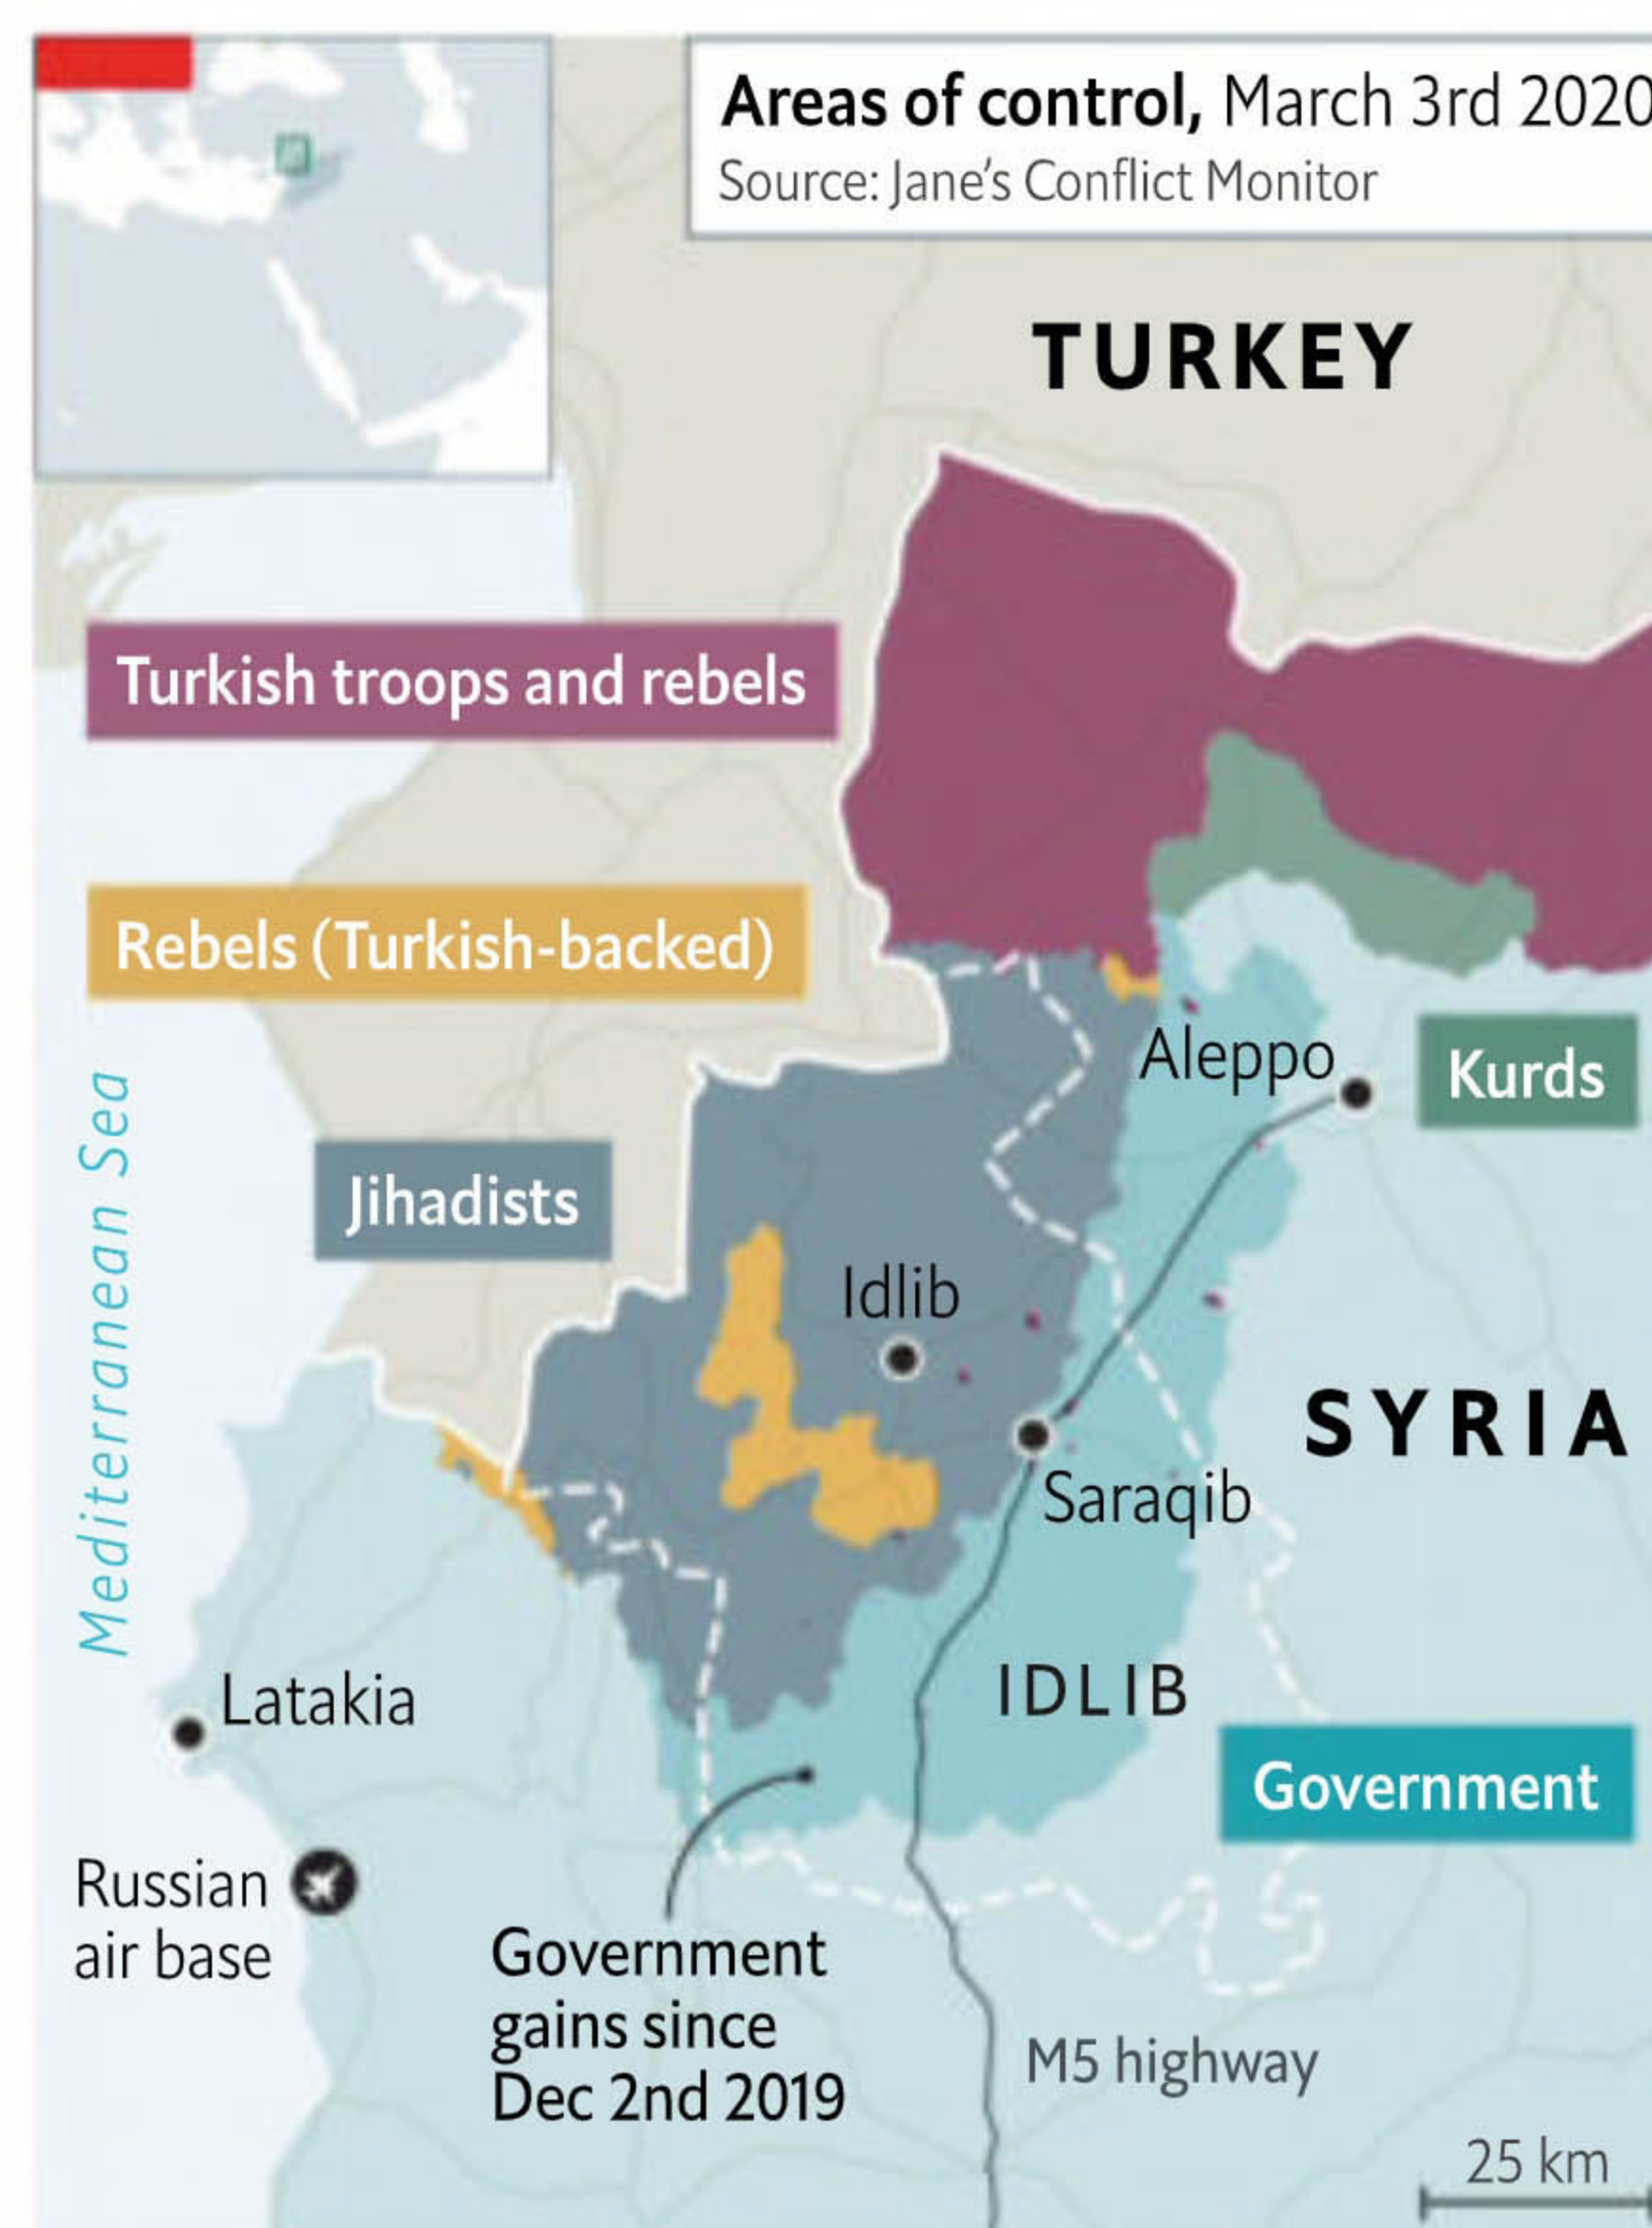 Areas of control, March 3rd 2020
Source: Jane's Conflict Monitor
TURKEY
Turkish troops and rebels
Rebels (Turkish-backed)
Aleppo
Kurds
Mediterranean Sea
Jihadists
Idlib
SYRIA
Saraqib
Latakia
IDLIB
Government
Russian
air base
Government
gains since
Dec 2nd 2019
M5 highway
25 km